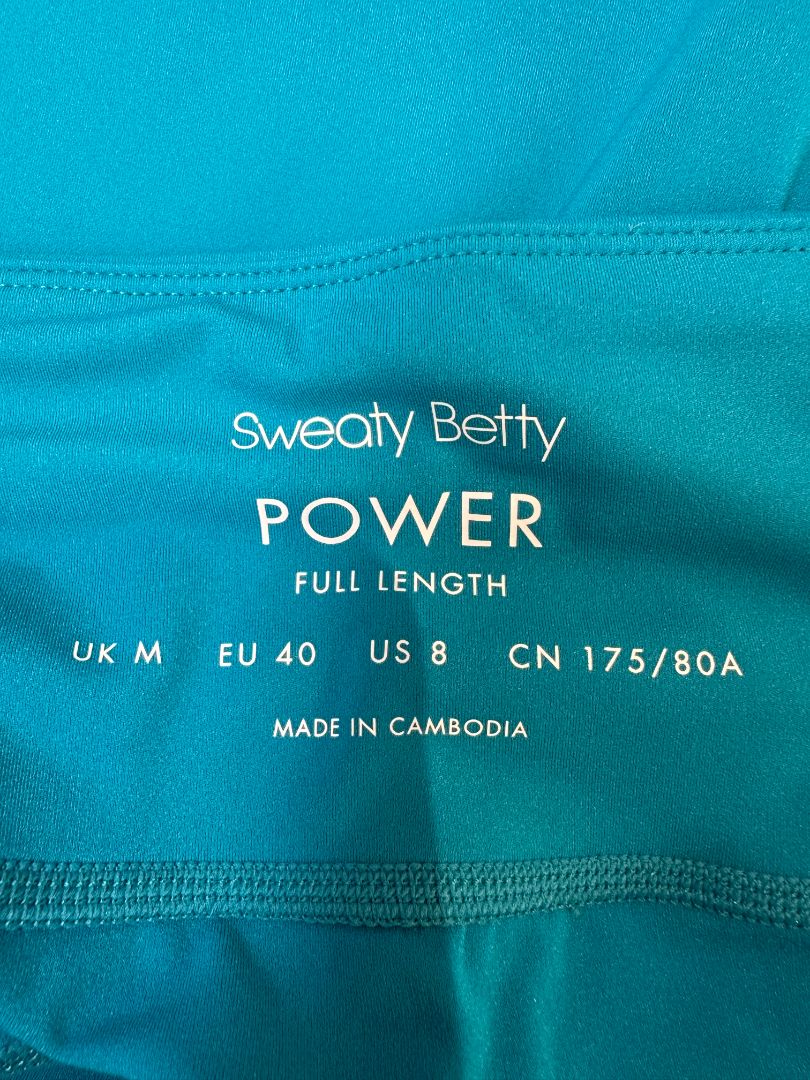 Sweaty Betty
POWER
FULL LENGTH
UK M EU 40 US 8 CN 175/80A
MADE IN CAMBODIA